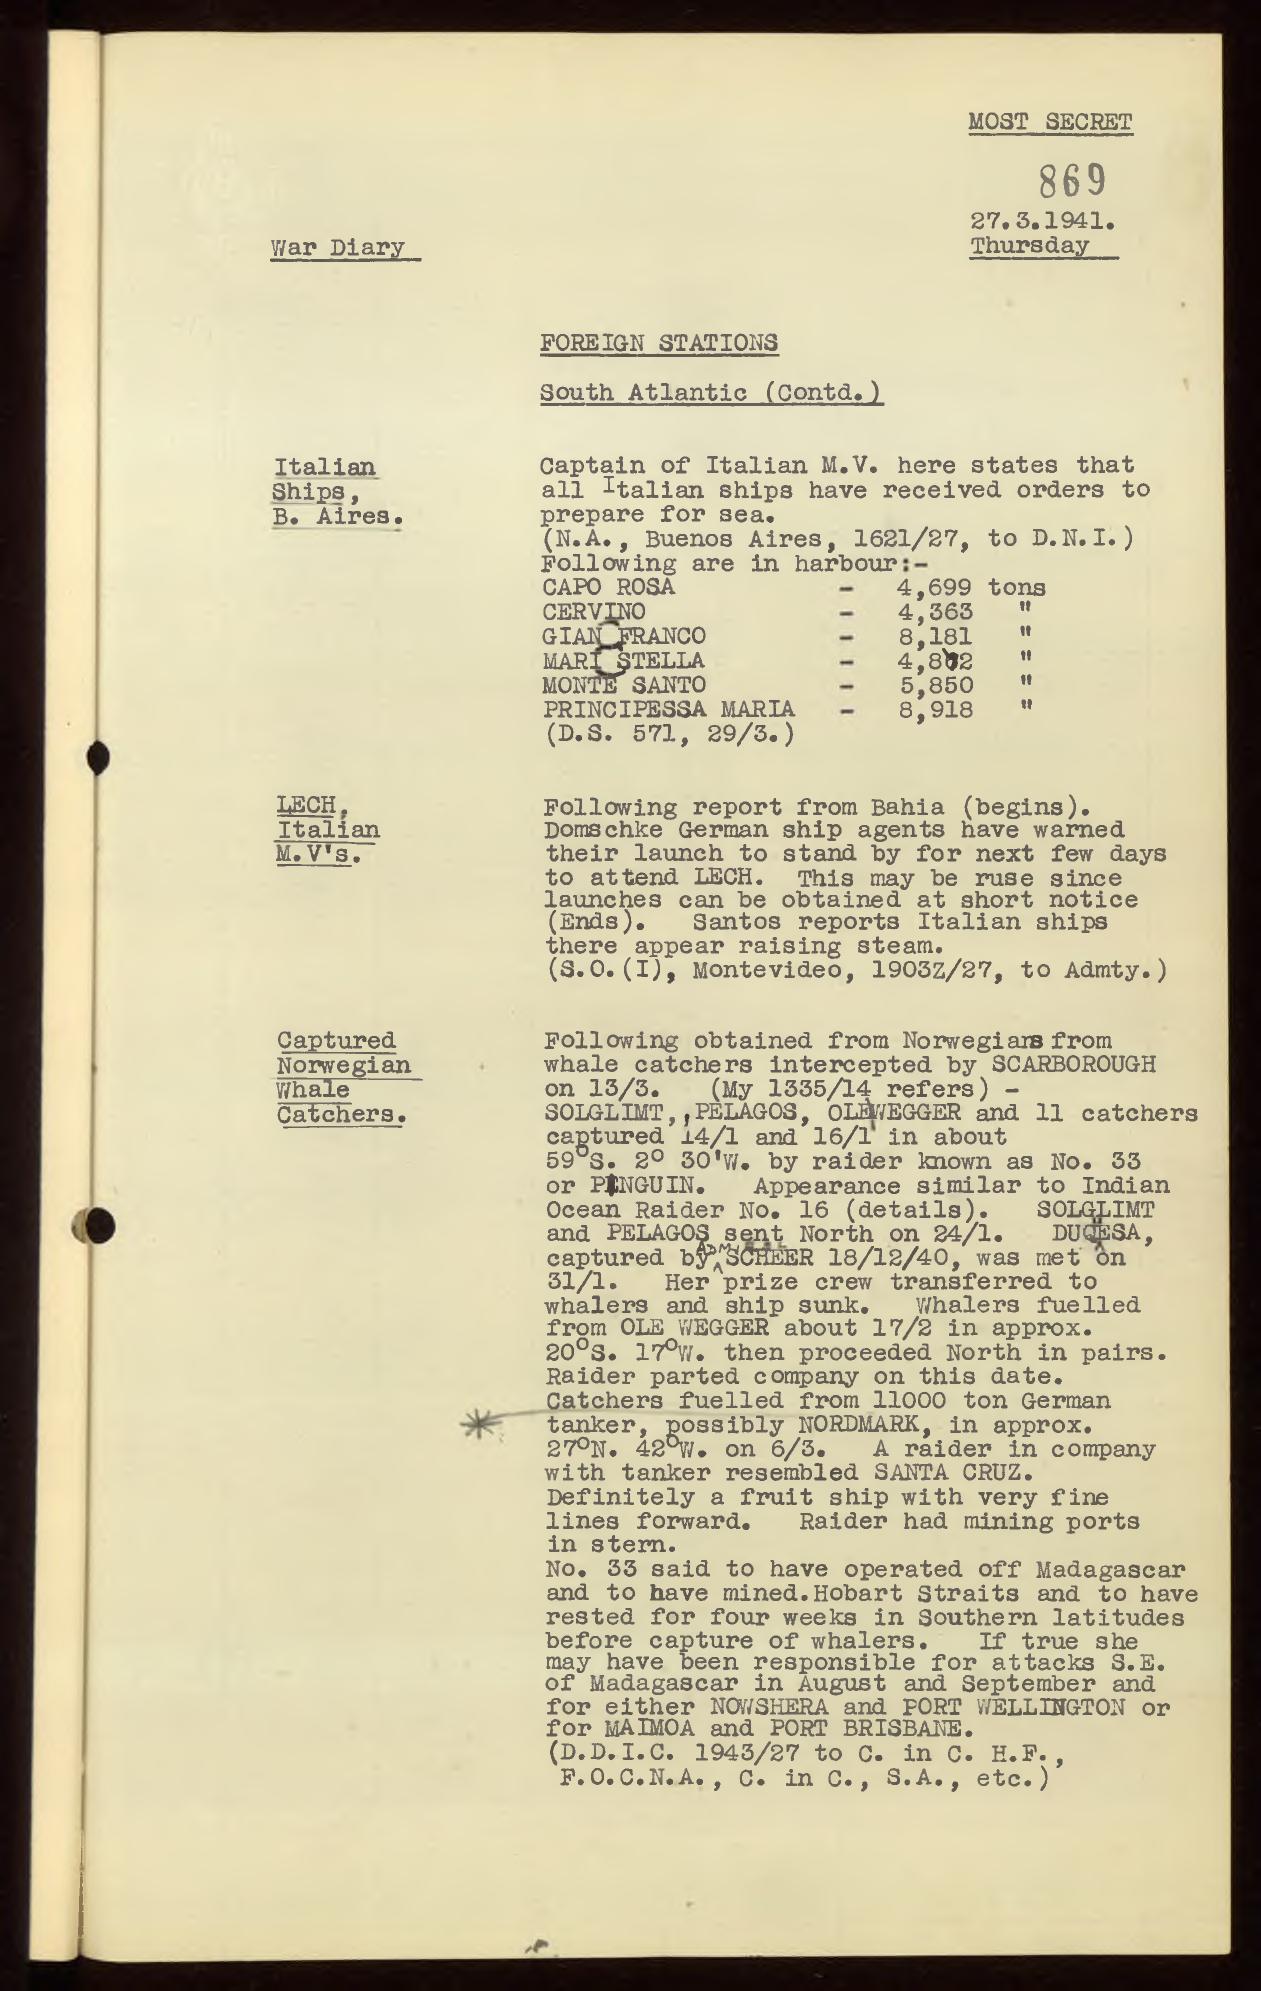 MOST SECRET
869
27.3.1941.
War Diary
Thursday
FOREIGN STATIONS
South Atlantic (Contd.)
Italian
Ships,
B. Aires.
Captain of Italian M.V. here states that
all Italian ships have received orders to
prepare for sea.
(N.A., Buenos Aires, 1621/27, to D.N.I.)
Following are in harbour:-
CAPO ROSA - 4,699 tons
CERVINO - 4,363 "
GIAN FRANCO - 8,181 "
MARI STELLA - "
MONTE SANTO - 5,850 "
PRINCIPESSA MARIA - 8,918 "
(D.S. 571, 29/3.)
LECH,
Italian
M.V's.
Following report from Bahia (begins).
Domschke German ship agents have warned
their launch to stand by for next few days
to attend LECH. This may be ruse since
launches can be obtained at short notice
(Ends). Santos reports Italian ships
there appear raising steam.
(S.O.(I), Montevideo, 1903Z/27, to Admty.)
Captured
Norwegian
Whale
Catchers.
Following obtained from Norwegians from
whale catchers intercepted by SCARBOROUGH
on 13/3. (My 1335/14 refers) -
SOLGLIMT, ,PELAGOS, OLE WEGGER and 11 catchers
captured 14/1 and 16/1 in about
59°S. 2° 30'W. by raider known as No. 33
or PINGUIN. Appearance similar to Indian
Ocean Raider No. 16 (details). SOLGLIMT
and PELAGOS sent North on 24/1. DUQUESA,
captured by ADMIRAL SCHEER 18/12/40, was met on
31/1. Her prize crew transferred to
whalers and ship sunk. Whalers fuelled
from OLE WEGGER about 17/2 in approx.
20°S. 17°W. then proceeded North in pairs.
Raider parted company on this date.
Catchers fuelled from 11000 ton German
tanker, possibly NORDMARK, in approx.
27°N. 42°W. on 6/3. A raider in company
with tanker resembled SANTA CRUZ.
Definitely a fruit ship with very fine
lines forward. Raider had mining ports
in stern.
No. 33 said to have operated off Madagascar
and to have mined.Hobart Straits and to have
rested for four weeks in Southern latitudes
before capture of whalers. If true she
may have been responsible for attacks S.E.
of Madagascar in August and September and
for either NOWSHERA and PORT WELLINGTON or
for MAIMOA and PORT BRISBANE.
(D.D.I.C. 1943/27 to C. in C. H.F.,
F.O.C.N.A., C. in C., S.A., etc.)